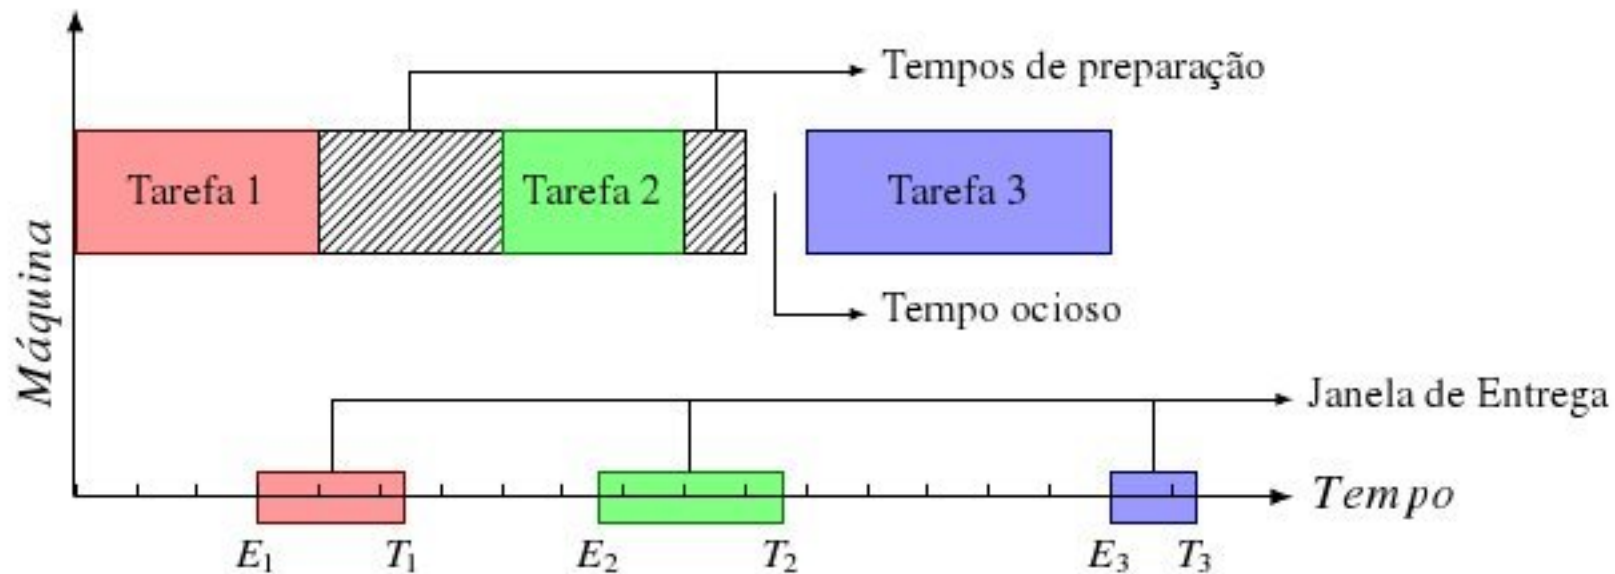 Tempos de preparação
Tarefa 1
Tarefa 2
Tarefa 3
Máquina
Tempo ocioso
Janela de Entrega
Tempo
E₁ T₁ E₂ T₂ E₃ T₃